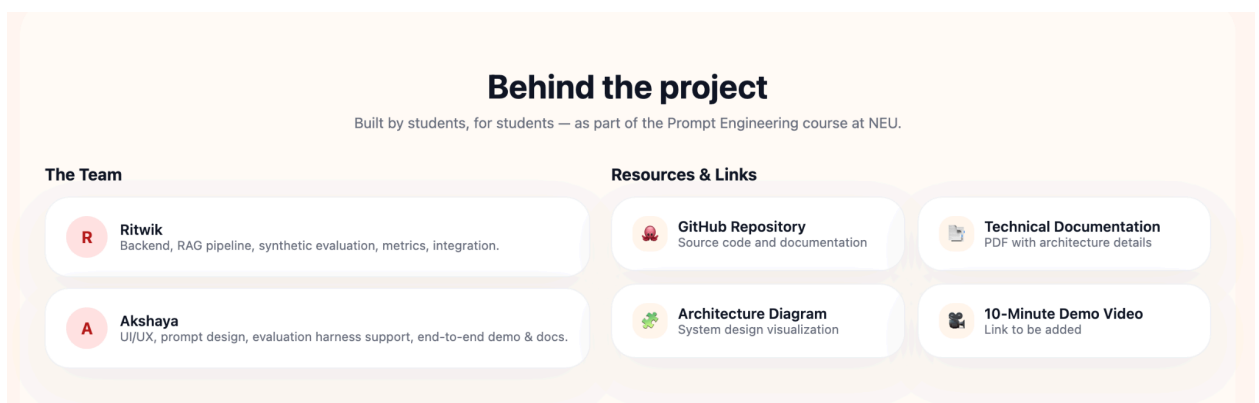 Behind the project
Built by students, for students — as part of the Prompt Engineering course at NEU.
The Team
R
Ritwik
Backend, RAG pipeline, synthetic evaluation, metrics, integration.
A
Akshaya
UI/UX, prompt design, evaluation harness support, end-to-end demo & docs.
Resources & Links
GitHub Repository
Source code and documentation
Technical Documentation
PDF with architecture details
Architecture Diagram
System design visualization
10-Minute Demo Video
Link to be added